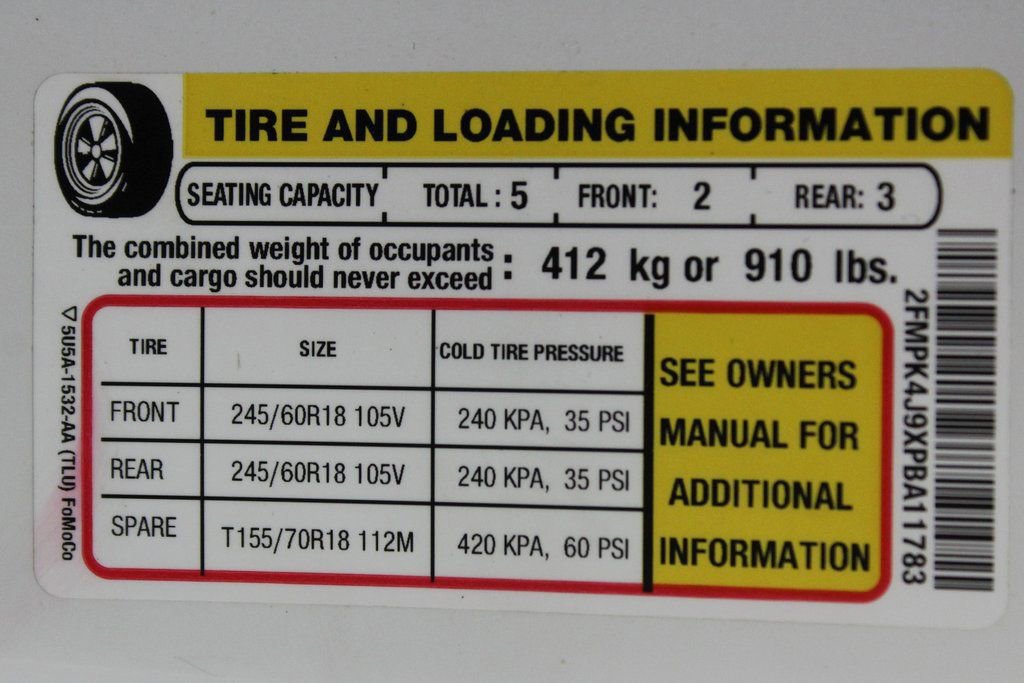 TIRE AND LOADING INFORMATION
SEATING CAPACITY TOTAL : 5 FRONT: 2 REAR: 3
The combined weight of occupants
and cargo should never exceed : 412 kg or 910 lbs.
TIRE SIZE COLD TIRE PRESSURE
FRONT 245/60R18 105V 240 KPA, 35 PSI
REAR 245/60R18 105V 240 KPA, 35 PSI
SPARE T155/70R18 112M 420 KPA, 60 PSI
SEE OWNERS
MANUAL FOR
ADDITIONAL
INFORMATION
5U5A-1532-AA (TLU) FoMoCo
2FMPK4J9XPBA11783